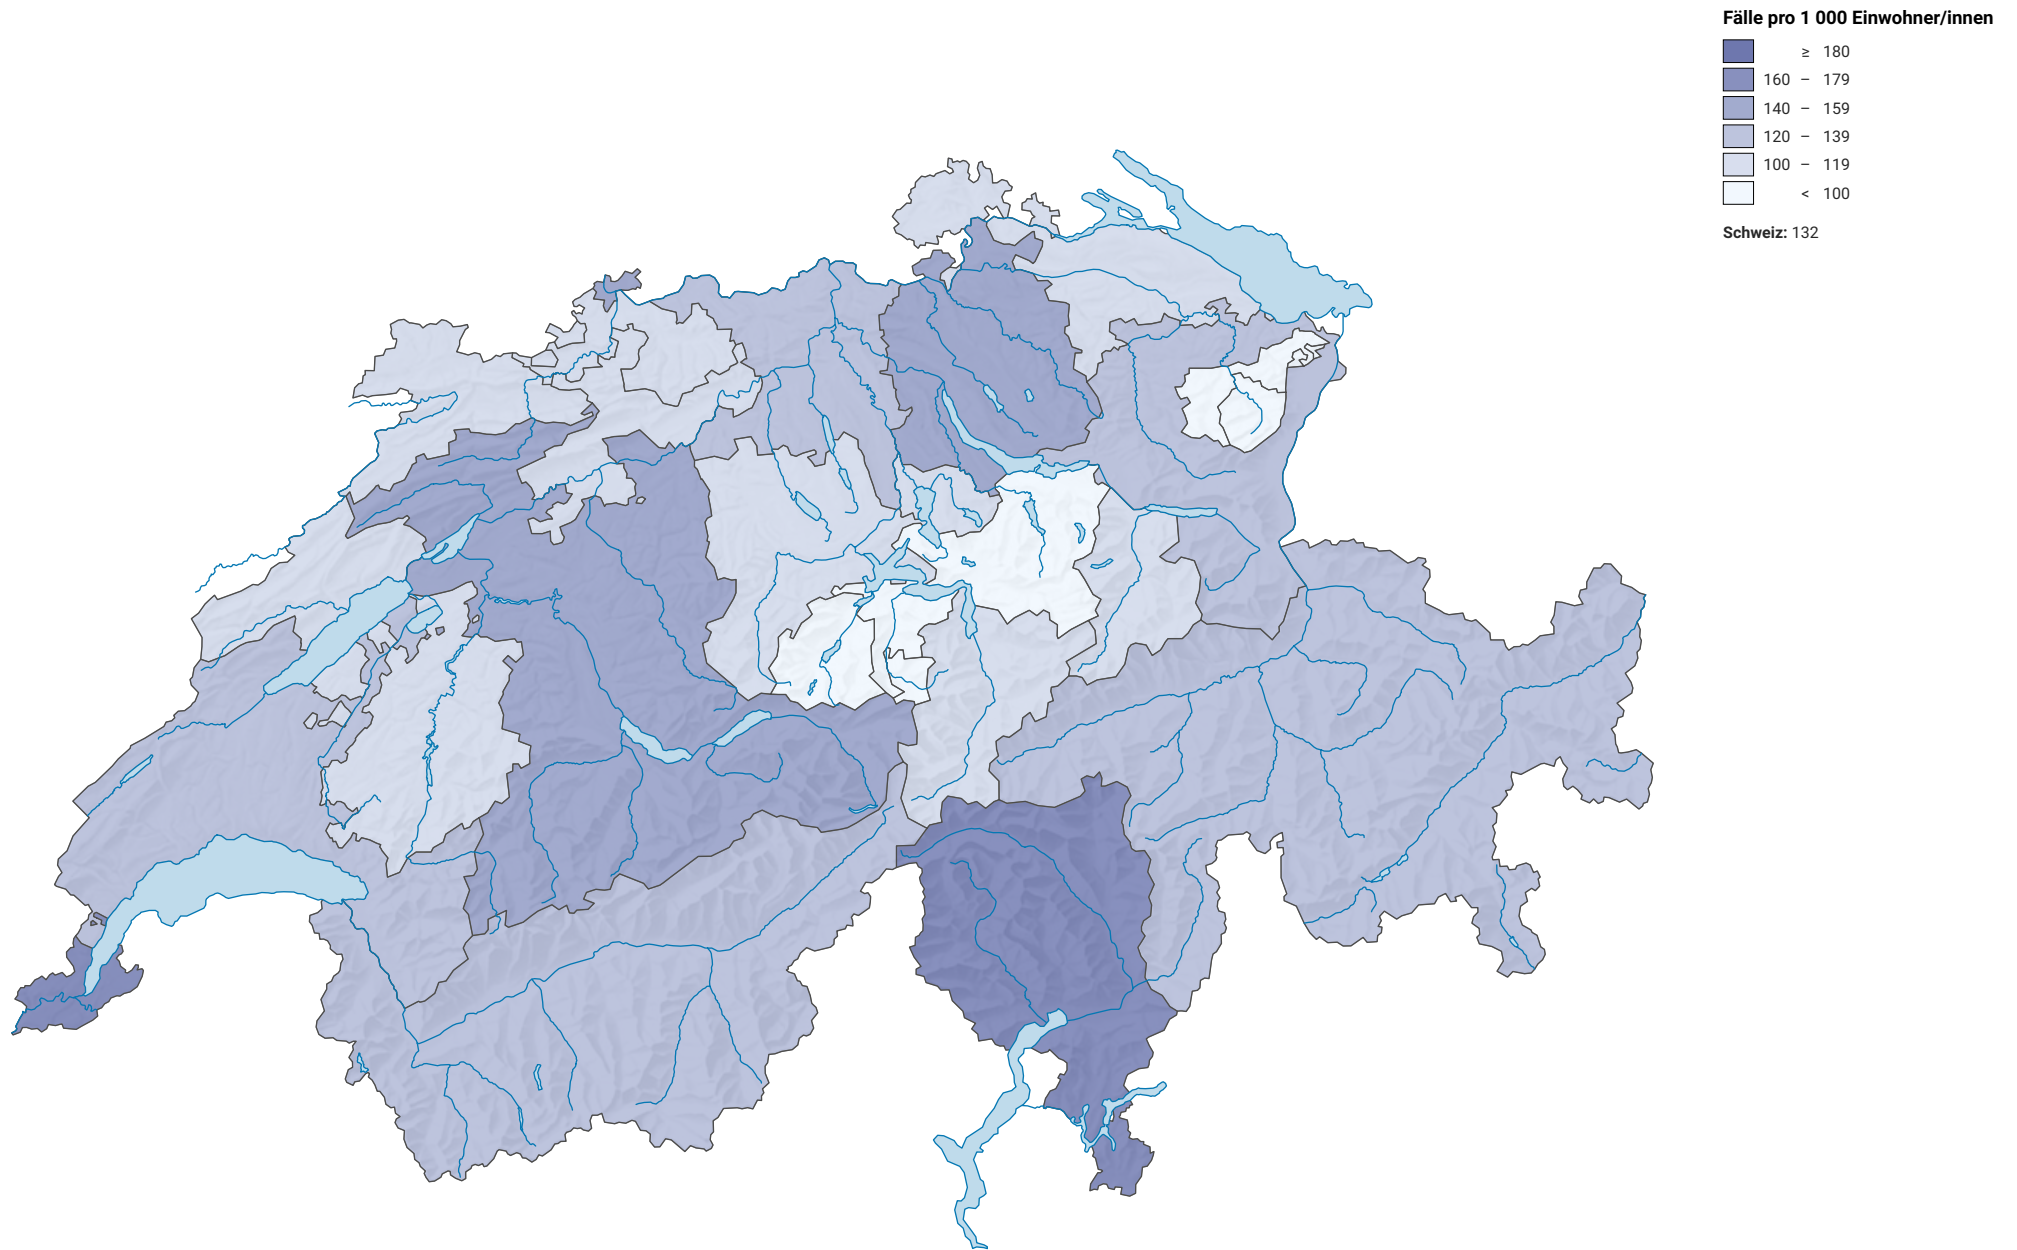 Fälle pro 1 000 Einwohner/innen
≥ 180
160 – 179
140 – 159
120 – 139
100 – 119
< 100
Schweiz: 132